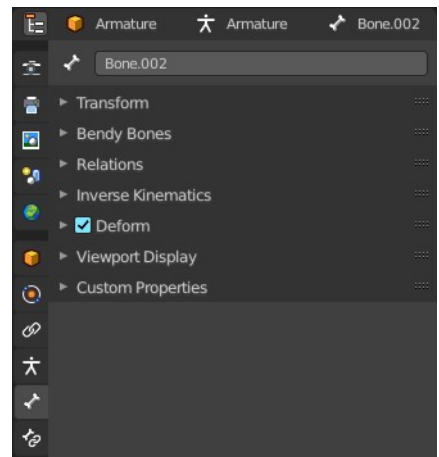 Armature Armature Bone.002
Bone.002
Transform
Bendy Bones
Relations
Inverse Kinematics
Deform
Viewport Display
Custom Properties